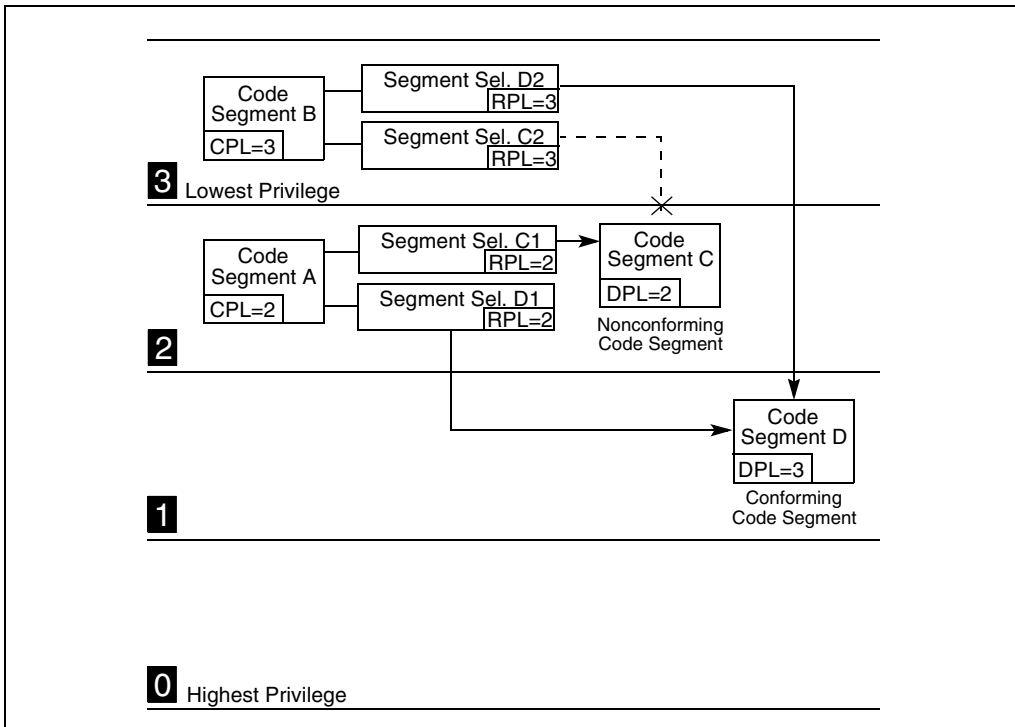 Code
Segment B
CPL=3
Segment Sel. D2
RPL=3
Segment Sel. C2
RPL=3
3 Lowest Privilege
Code
Segment A
CPL=2
Segment Sel. C1
RPL=2
Segment Sel. D1
RPL=2
Code
Segment C
DPL=2
Nonconforming
Code Segment
2
Code
Segment D
DPL=3
Conforming
Code Segment
1
0 Highest Privilege